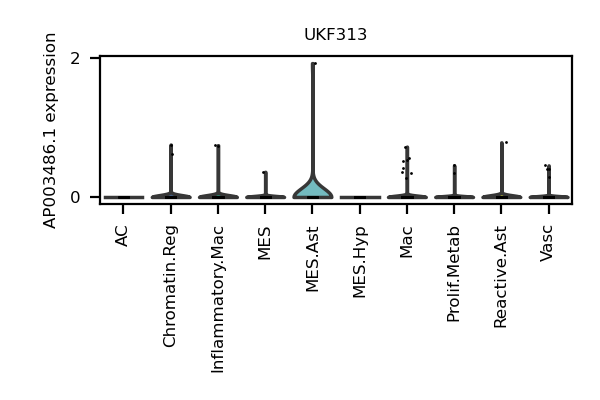 UKF313
AP003486.1 expression
2
0
AC
Chromatin.Reg
Inflammatory.Mac
MES
MES.Ast
MES.Hyp
Mac
Prolif.Metab
Reactive.Ast
Vasc